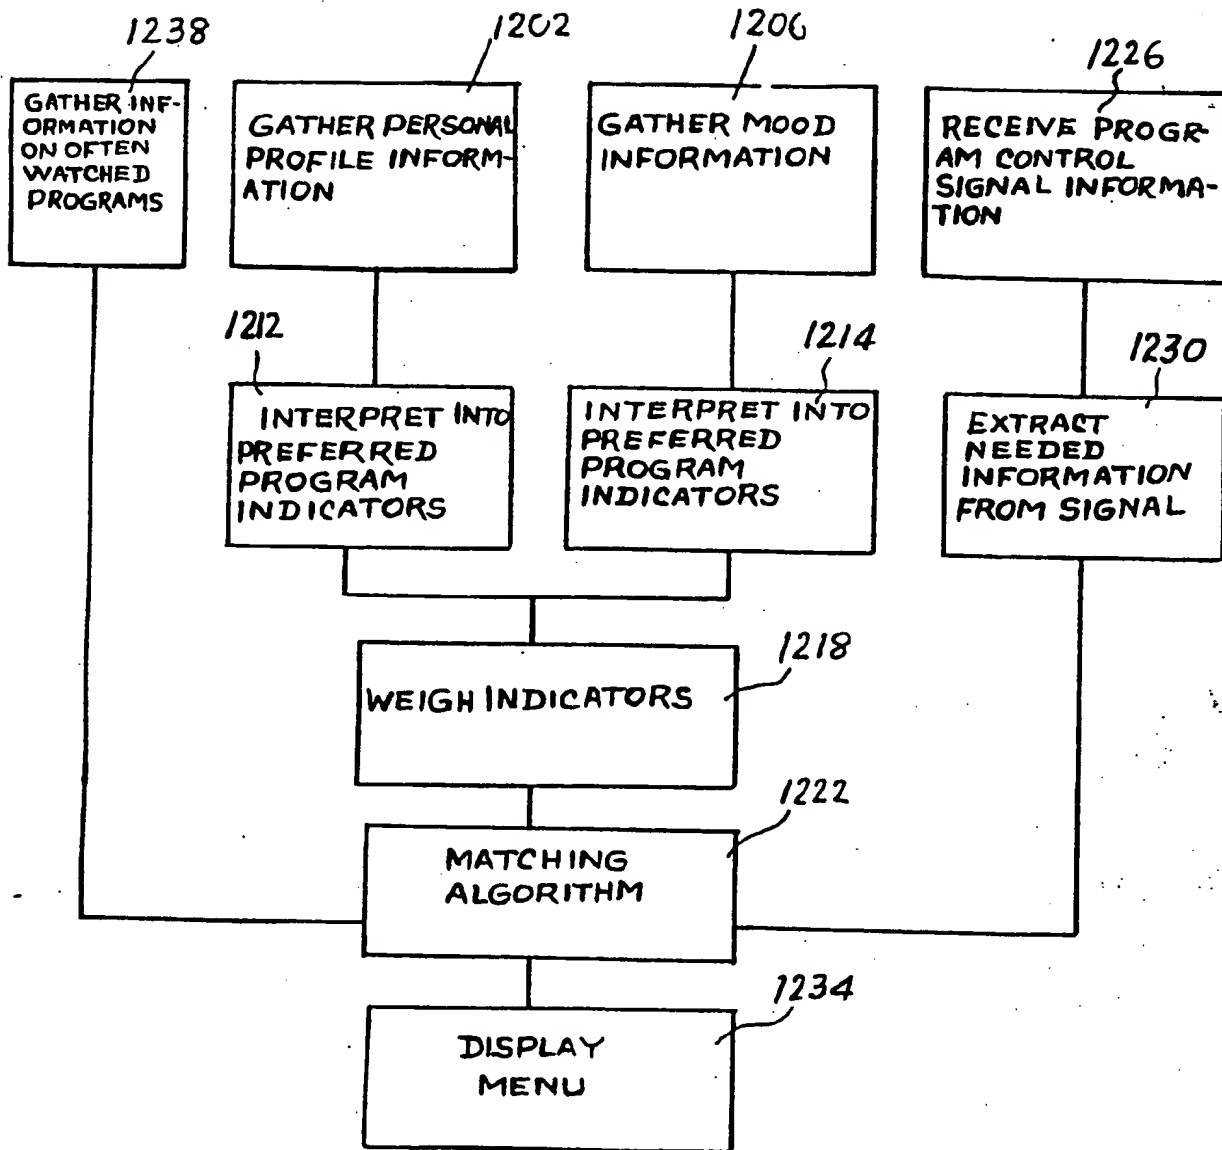 1238
1202
1206
1226
GATHER INF-
ORMATION
ON OFTEN
WATCHED
PROGRAMS
GATHER PERSONAL
PROFILE INFORM-
ATION
GATHER MOOD
INFORMATION
RECEIVE PROGR-
AM CONTROL
SIGNAL INFORMA-
TION
1212
1214
1230
INTERPRET INTO
PREFERRED
PROGRAM
INDICATORS
INTERPRET INTO
PREFERRED
PROGRAM
INDICATORS
EXTRACT
NEEDED
INFORMATION
FROM SIGNAL
1218
WEIGH INDICATORS
1222
MATCHING
ALGORITHM
1234
DISPLAY
MENU